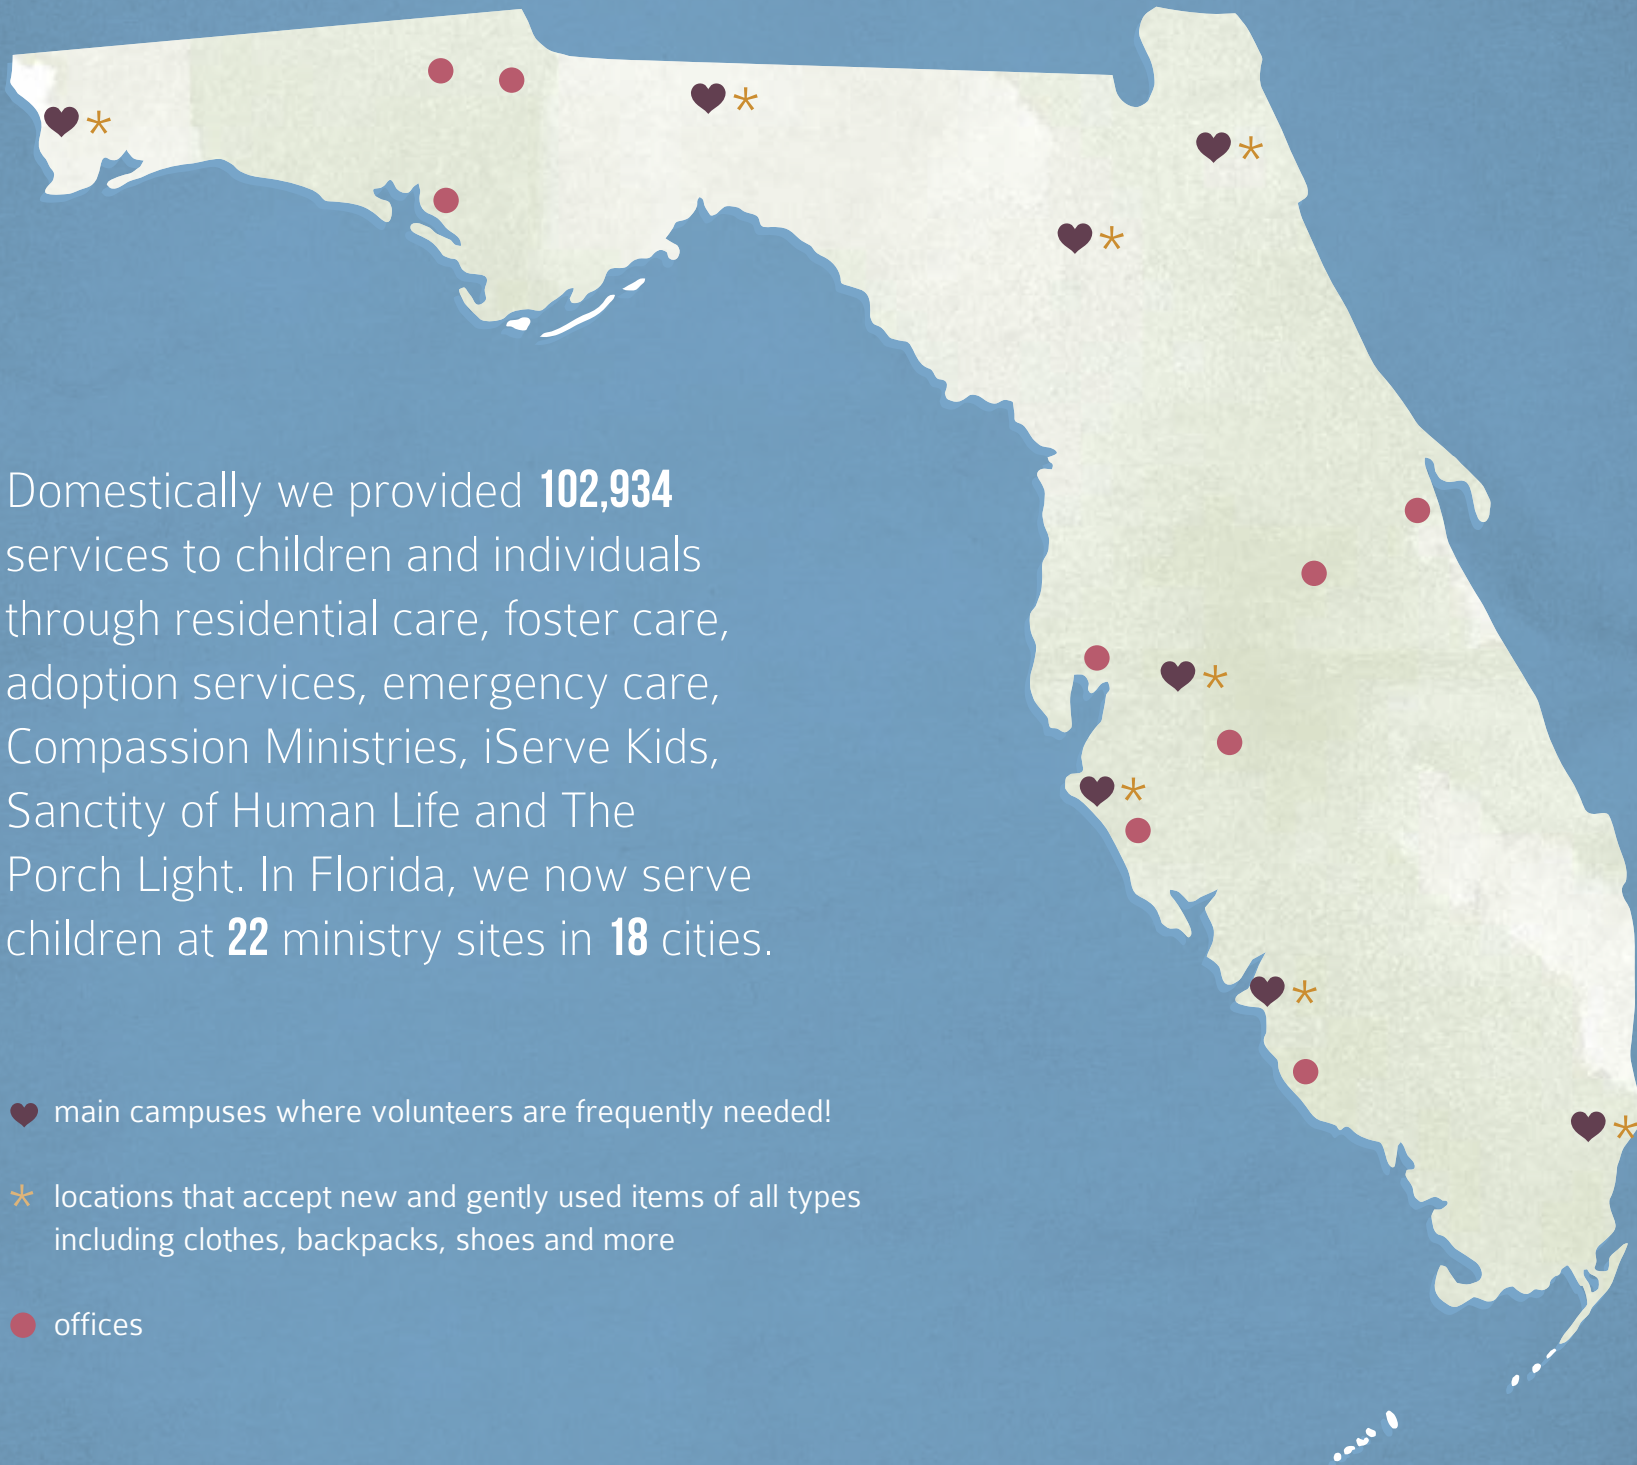 Domestically we provided 102,934
services to children and individuals
through residential care, foster care,
adoption services, emergency care,
Compassion Ministries, iServe Kids,
Sanctity of Human Life and The
Porch Light. In Florida, we now serve
children at 22 ministry sites in 18 cities.
main campuses where volunteers are frequently needed!
locations that accept new and gently used items of all types
including clothes, backpacks, shoes and more
offices